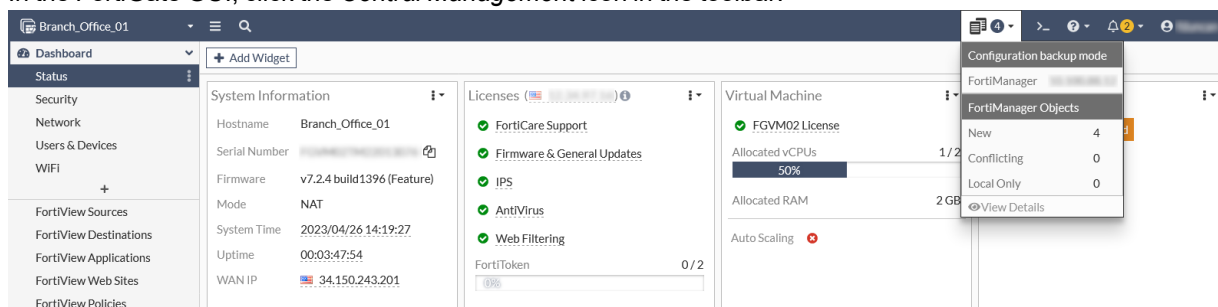 In the FortiGate GUI, click the Central Management icon in the toolbar.
Branch_Office_01
4
2
Dashboard
Status
Security
Network
Users & Devices
WiFi
+
FortiView Sources
FortiView Destinations
FortiView Applications
FortiView Web Sites
FortiView Policies
+ Add Widget
System Information
Hostname Branch_Office_01
Serial Number
Firmware v7.2.4 build1396 (Feature)
Mode NAT
System Time 2023/04/26 14:19:27
Uptime 00:03:47:54
WAN IP 34.150.243.201
Licenses (
)
FortiCare Support
Firmware & General Updates
IPS
AntiVirus
Web Filtering
FortiToken 0 / 2
0%
Virtual Machine
FGVM02 License
Allocated vCPUs 1 / 2
50%
Allocated RAM 2 GB
Auto Scaling
Configuration backup mode
FortiManager
FortiManager Objects
New 4
Conflicting 0
Local Only 0
View Details